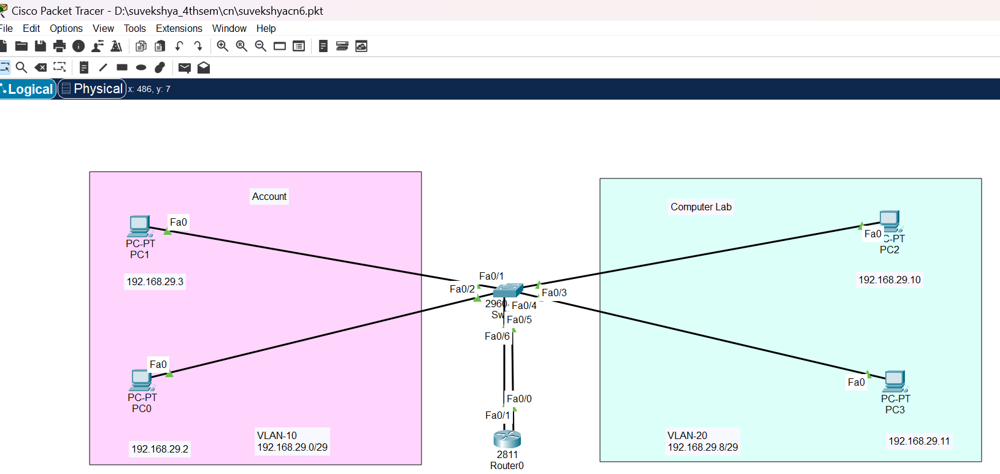 Cisco Packet Tracer - D:\suvekshya_4thsem\cn\suvekshyacn6.pkt
File Edit Options View Tools Extensions Window Help
Logical Physical x: 486, y: 7
Account
Computer Lab
Fa0
PC-PT
PC1
192.168.29.3
Fa0
C-PT
PC2
192.168.29.10
Fa0/1
Fa0/2
Fa0/3
2960-
Fa0/4
Sw
Fa0/5
Fa0/6
Fa0
PC-PT
PC0
192.168.29.2
VLAN-10
192.168.29.0/29
Fa0/0
Fa0/1
2811
Router0
Fa0
PC-PT
PC3
VLAN-20
192.168.29.8/29
192.168.29.11